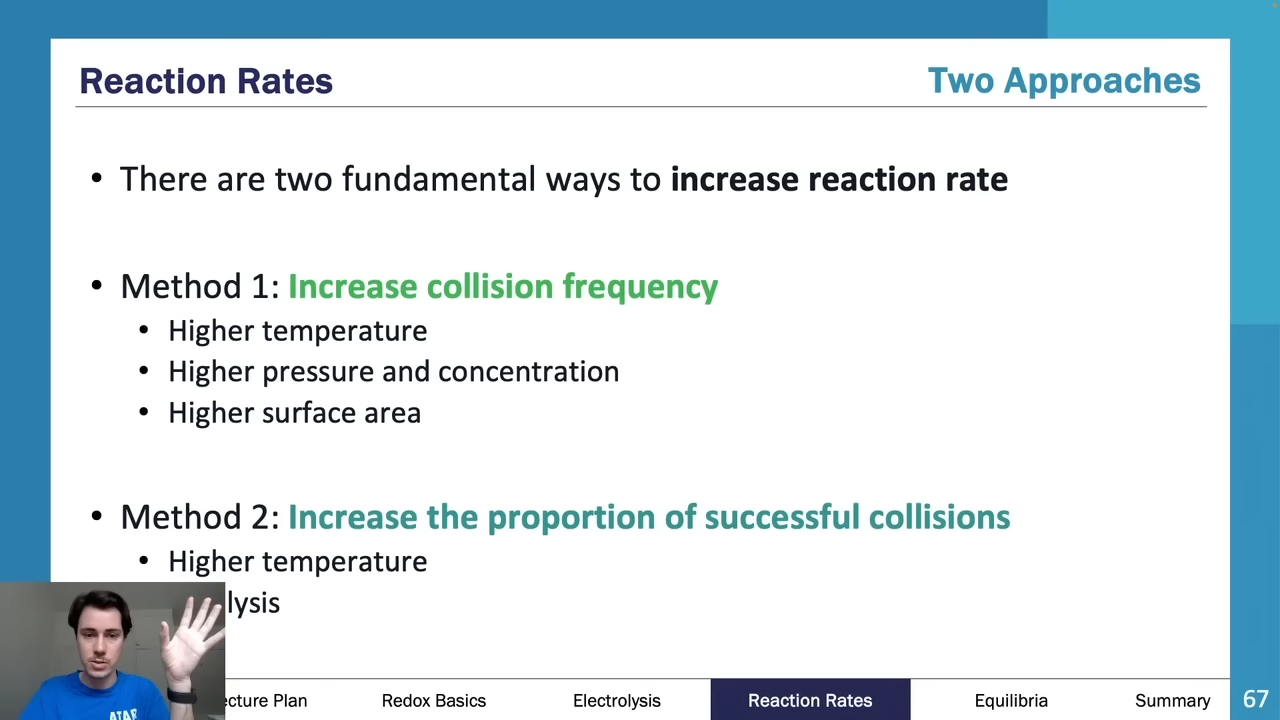 Reaction Rates
Two Approaches
• There are two fundamental ways to increase reaction rate
• Method 1: Increase collision frequency
• Higher temperature
• Higher pressure and concentration
• Higher surface area
• Method 2: Increase the proportion of successful collisions
• Higher temperature
lysis
ecture Plan
Redox Basics
Electrolysis
Reaction Rates
Equilibria
Summary
67
ATAR